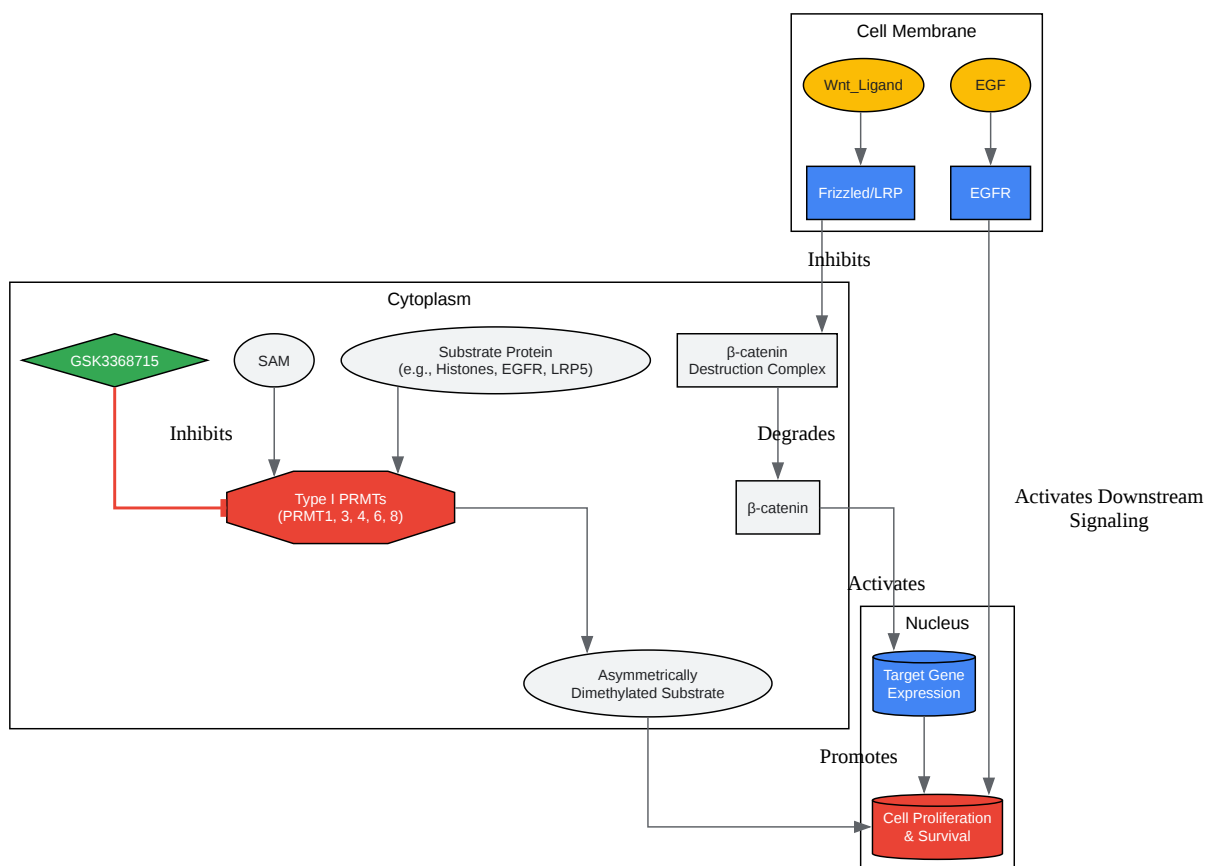 Cell Membrane
Wnt_Ligand
EGF
Frizzled/LRP
EGFR
Inhibits
Cytoplasm
GSK3368715
SAM
Substrate Protein
(e.g., Histones, EGFR, LRP5)
β-catenin
Destruction Complex
Inhibits
Degrades
Type I PRMTs
(PRMT1, 3, 4, 6, 8)
β-catenin
Activates Downstream
Signaling
Activates
Nucleus
Asymmetrically
Dimethylated Substrate
Target Gene
Expression
Promotes
Cell Proliferation
& Survival